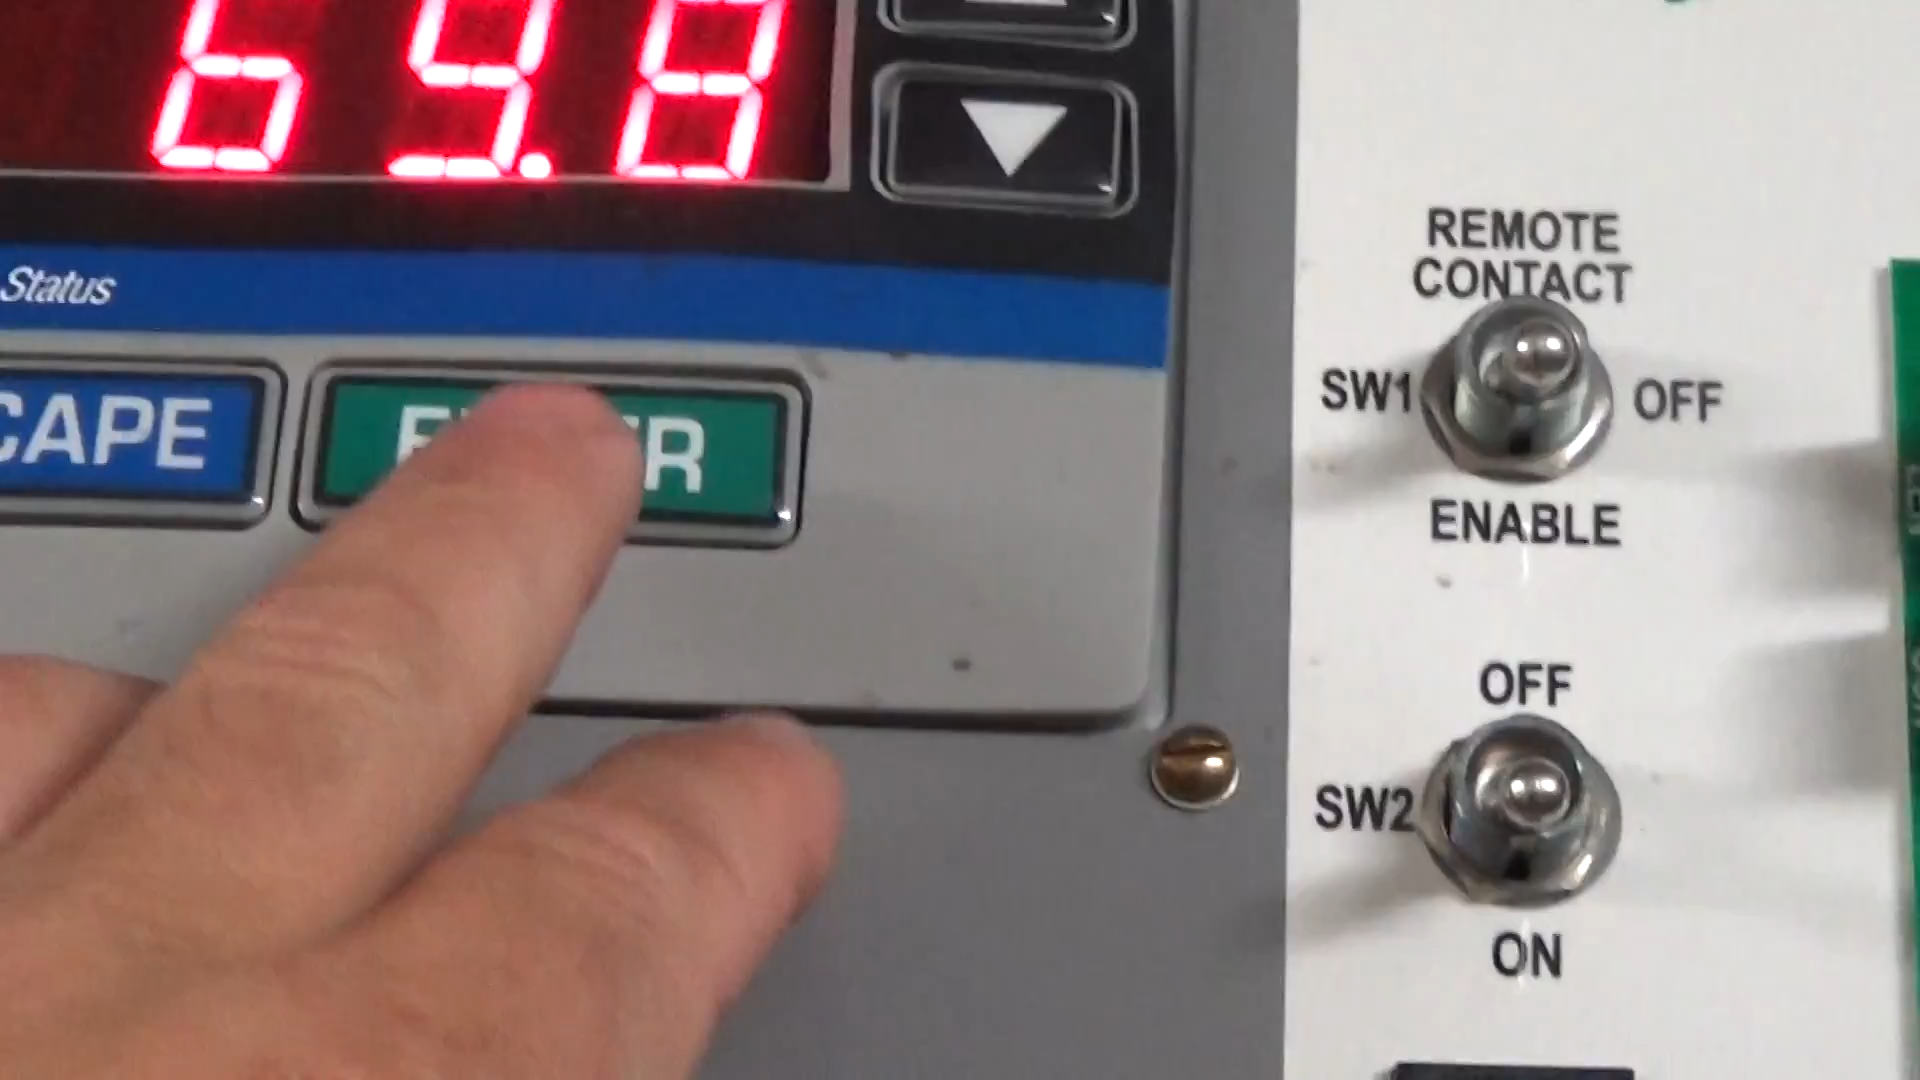 69.8
REMOTE
CONTACT
Status
SW1
OFF
CAPE
ENABLE
OFF
SW2
ON